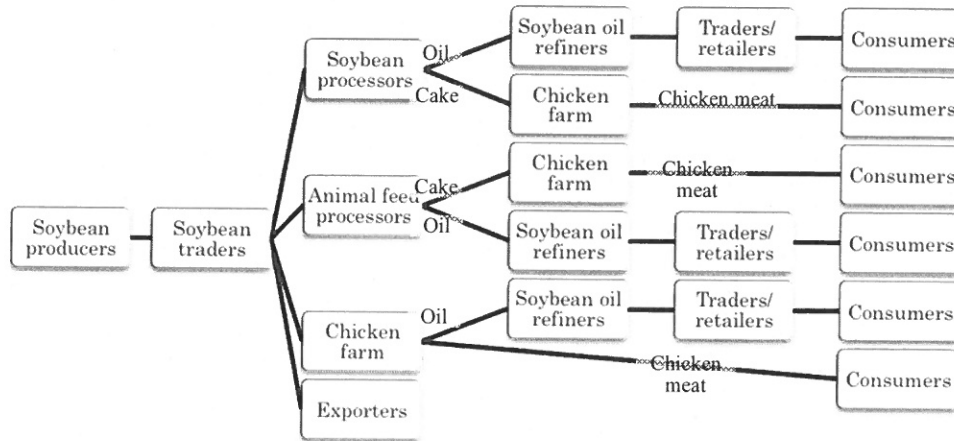 Soybean
producers
Soybean
traders
Soybean
processors
Oil
Cake
Soybean oil
refiners
Traders/
retailers
Consumers
Chicken
farm
Chicken meat
Consumers
Animal feed
processors
Cake
Oil
Chicken
farm
Chicken
meat
Consumers
Soybean oil
refiners
Traders/
retailers
Consumers
Chicken
farm
Oil
Soybean oil
refiners
Traders/
retailers
Consumers
Chicken
meat
Consumers
Exporters